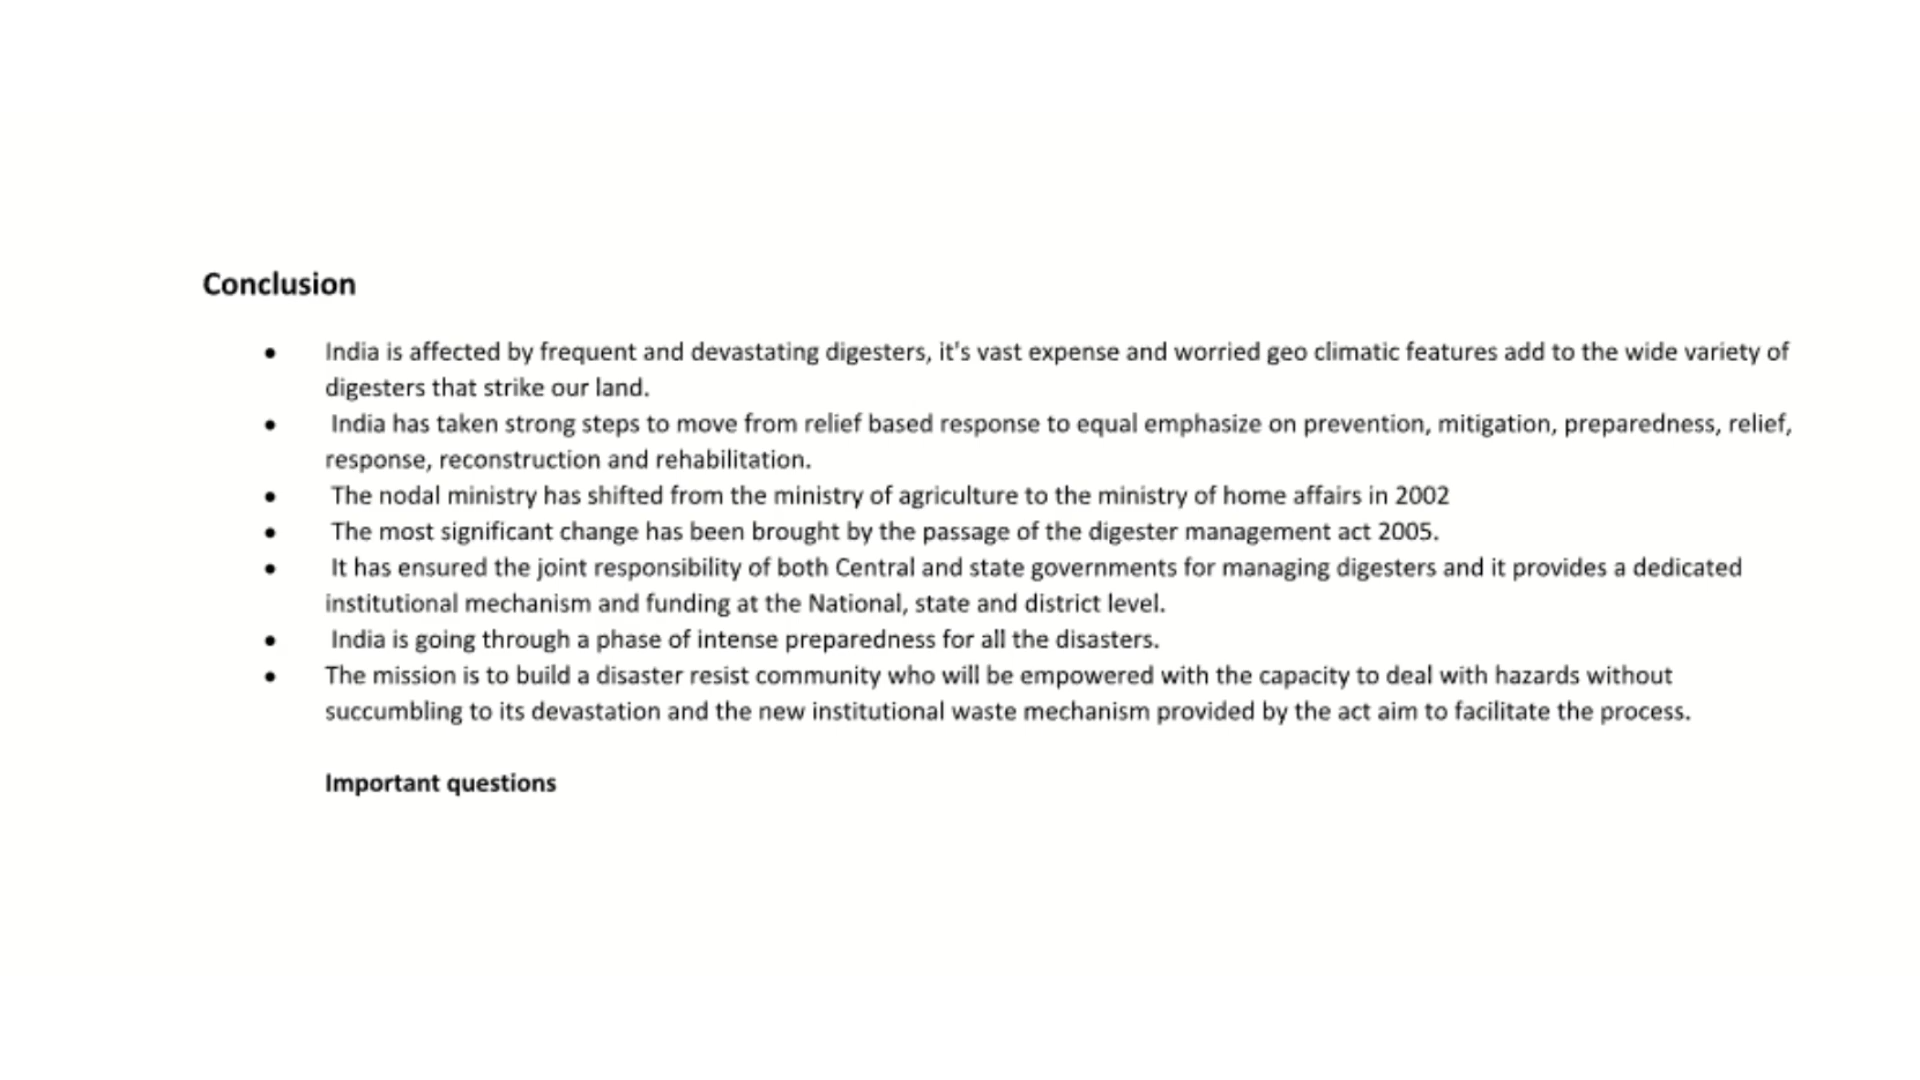 Conclusion
• India is affected by frequent and devastating digesters, it's vast expense and worried geo climatic features add to the wide variety of
digesters that strike our land.
• India has taken strong steps to move from relief based response to equal emphasize on prevention, mitigation, preparedness, relief,
response, reconstruction and rehabilitation.
• The nodal ministry has shifted from the ministry of agriculture to the ministry of home affairs in 2002
• The most significant change has been brought by the passage of the digester management act 2005.
• It has ensured the joint responsibility of both Central and state governments for managing digesters and it provides a dedicated
institutional mechanism and funding at the National, state and district level.
• India is going through a phase of intense preparedness for all the disasters.
• The mission is to build a disaster resist community who will be empowered with the capacity to deal with hazards without
succumbling to its devastation and the new institutional waste mechanism provided by the act aim to facilitate the process.
Important questions